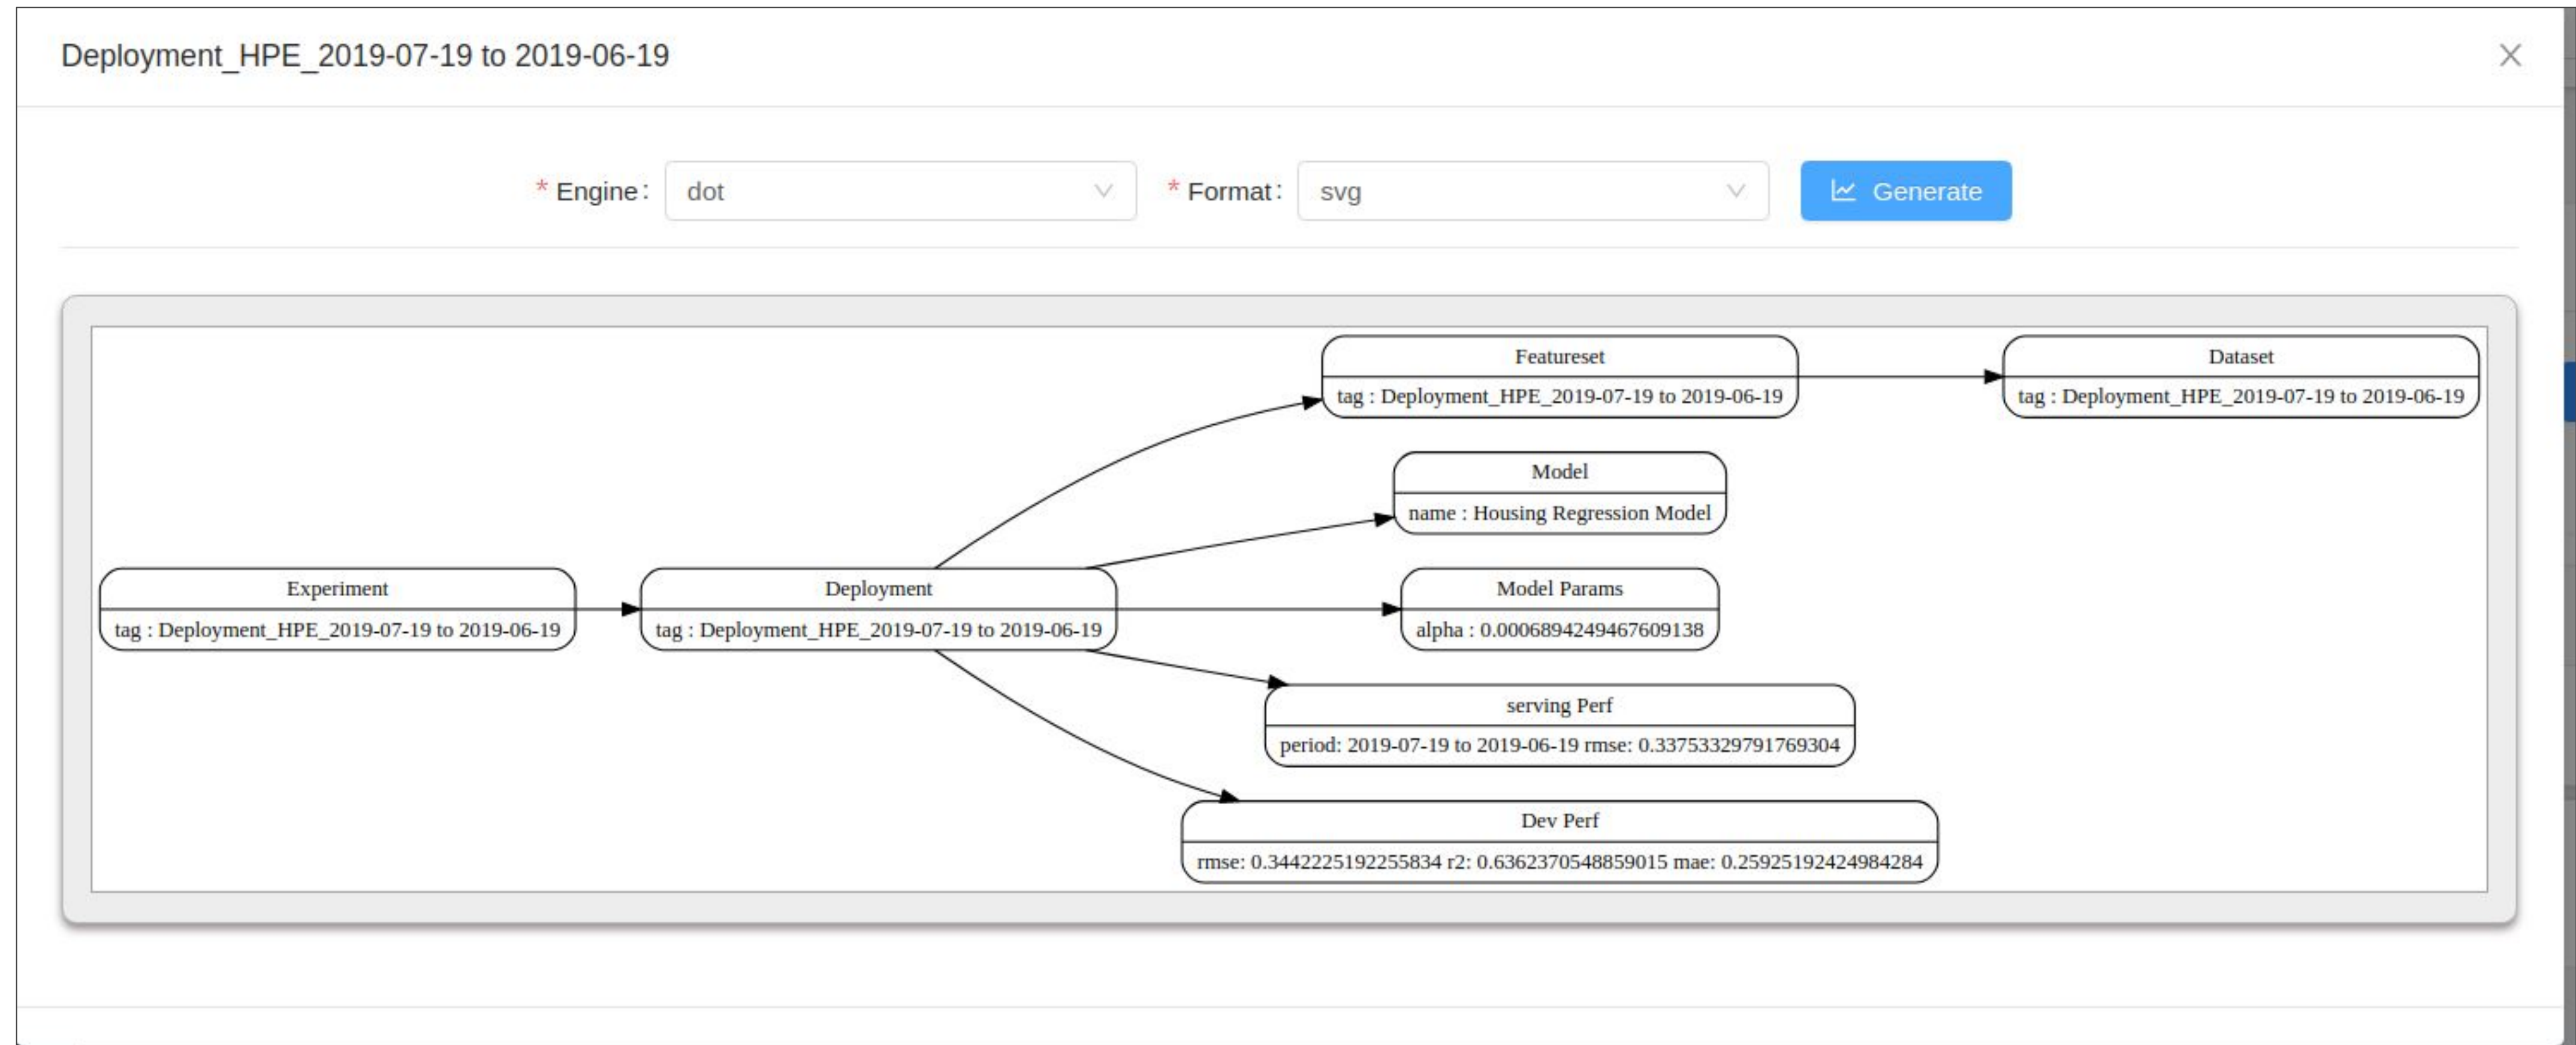 Deployment_HPE_2019-07-19 to 2019-06-19
* Engine: dot * Format: svg Generate
Featureset
tag : Deployment_HPE_2019-07-19 to 2019-06-19
Dataset
tag : Deployment_HPE_2019-07-19 to 2019-06-19
Model
name : Housing Regression Model
Experiment
tag : Deployment_HPE_2019-07-19 to 2019-06-19
Deployment
tag : Deployment_HPE_2019-07-19 to 2019-06-19
Model Params
alpha : 0.0006894249467609138
serving Perf
period: 2019-07-19 to 2019-06-19 rmse: 0.33753329791769304
Dev Perf
rmse: 0.3442225192255834 r2: 0.6362370548859015 mae: 0.25925192424984284